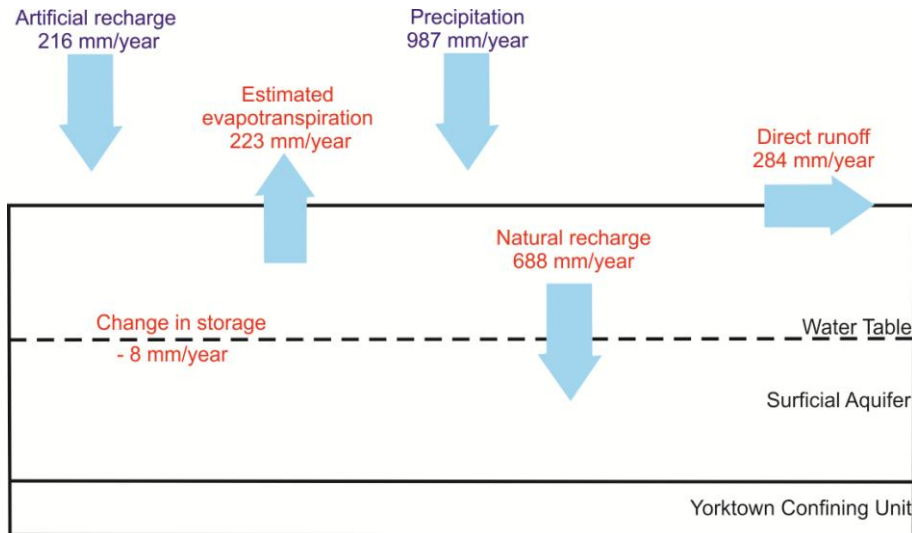 Artificial recharge
216 mm/year
Precipitation
987 mm/year
Estimated
evapotranspiration
223 mm/year
Direct runoff
284 mm/year
Natural recharge
688 mm/year
Change in storage
- 8 mm/year
Water Table
Surficial Aquifer
Yorktown Confining Unit